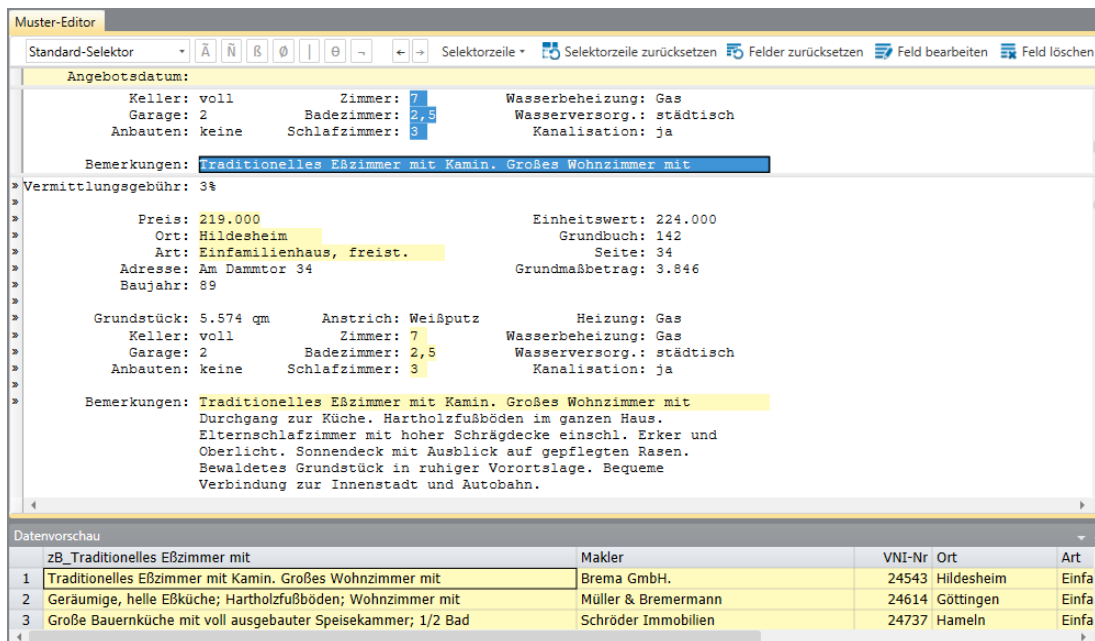 Muster-Editor
Standard-Selektor Ã Ñ ß Ø | Θ ¬ ← → Selektorzeile Selektorzeile zurücksetzen Felder zurücksetzen Feld bearbeiten Feld löschen
Angebotsdatum:
Keller: voll Zimmer: 7 Wasserbeheizung: Gas
Garage: 2 Badezimmer: 2,5 Wasserversorg.: städtisch
Anbauten: keine Schlafzimmer: 3 Kanalisation: ja
Bemerkungen: Traditionelles Eßzimmer mit Kamin. Großes Wohnzimmer mit
» Vermittlungsgebühr: 3%
»
» Preis: 219.000 Einheitswert: 224.000
» Ort: Hildesheim Grundbuch: 142
» Art: Einfamilienhaus, freist. Seite: 34
» Adresse: Am Dammtor 34 Grundmaßbetrag: 3.846
» Baujahr: 89
»
» Grundstück: 5.574 qm Anstrich: Weißputz Heizung: Gas
» Keller: voll Zimmer: 7 Wasserbeheizung: Gas
» Garage: 2 Badezimmer: 2,5 Wasserversorg.: städtisch
» Anbauten: keine Schlafzimmer: 3 Kanalisation: ja
»
» Bemerkungen: Traditionelles Eßzimmer mit Kamin. Großes Wohnzimmer mit
Durchgang zur Küche. Hartholzfußböden im ganzen Haus.
Elternschlafzimmer mit hoher Schrägdecke einschl. Erker und
Oberlicht. Sonnendeck mit Ausblick auf gepflegten Rasen.
Bewaldetes Grundstück in ruhiger Vorortslage. Bequeme
Verbindung zur Innenstadt und Autobahn.
Datenvorschau
zB_Traditionelles Eßzimmer mit Makler VNI-Nr Ort Art
1 Traditionelles Eßzimmer mit Kamin. Großes Wohnzimmer mit Brema GmbH. 24543 Hildesheim Einfa
2 Geräumige, helle Eßküche; Hartholzfußböden; Wohnzimmer mit Müller & Bremermann 24614 Göttingen Einfa
3 Große Bauernküche mit voll ausgebauter Speisekammer; 1/2 Bad Schröder Immobilien 24737 Hameln Einfa